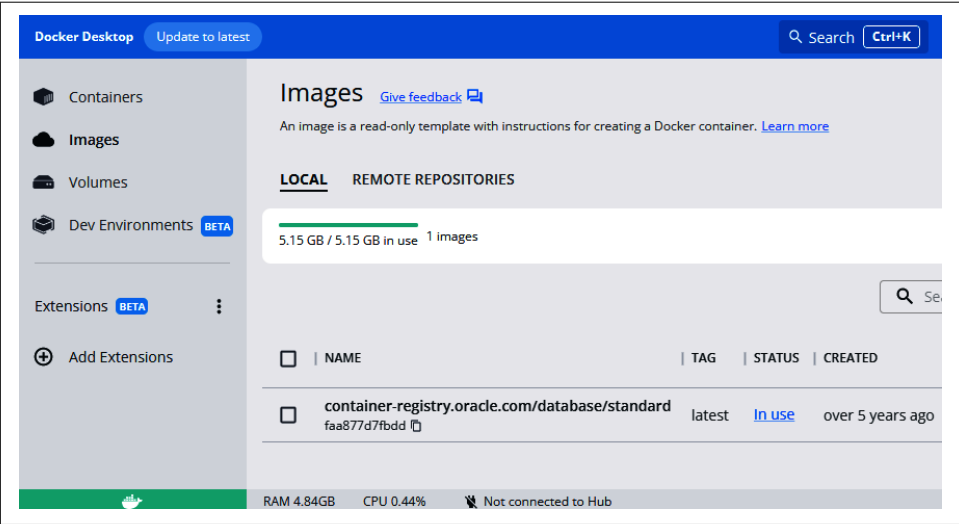 Docker Desktop Update to latest Search Ctrl+K
Containers
Images
Volumes
Dev Environments BETA
Extensions BETA
Add Extensions
Images Give feedback
An image is a read-only template with instructions for creating a Docker container. Learn more
LOCAL REMOTE REPOSITORIES
5.15 GB / 5.15 GB in use 1 images
NAME TAG STATUS CREATED
container-registry.oracle.com/database/standard latest In use over 5 years ago
faa877d7fbdd
RAM 4.84GB CPU 0.44% Not connected to Hub